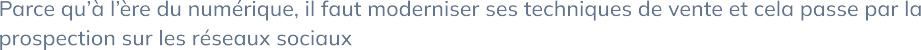 Parce qu’à l’ère du numérique, il faut moderniser ses techniques de vente et cela passe par la
prospection sur les réseaux sociaux